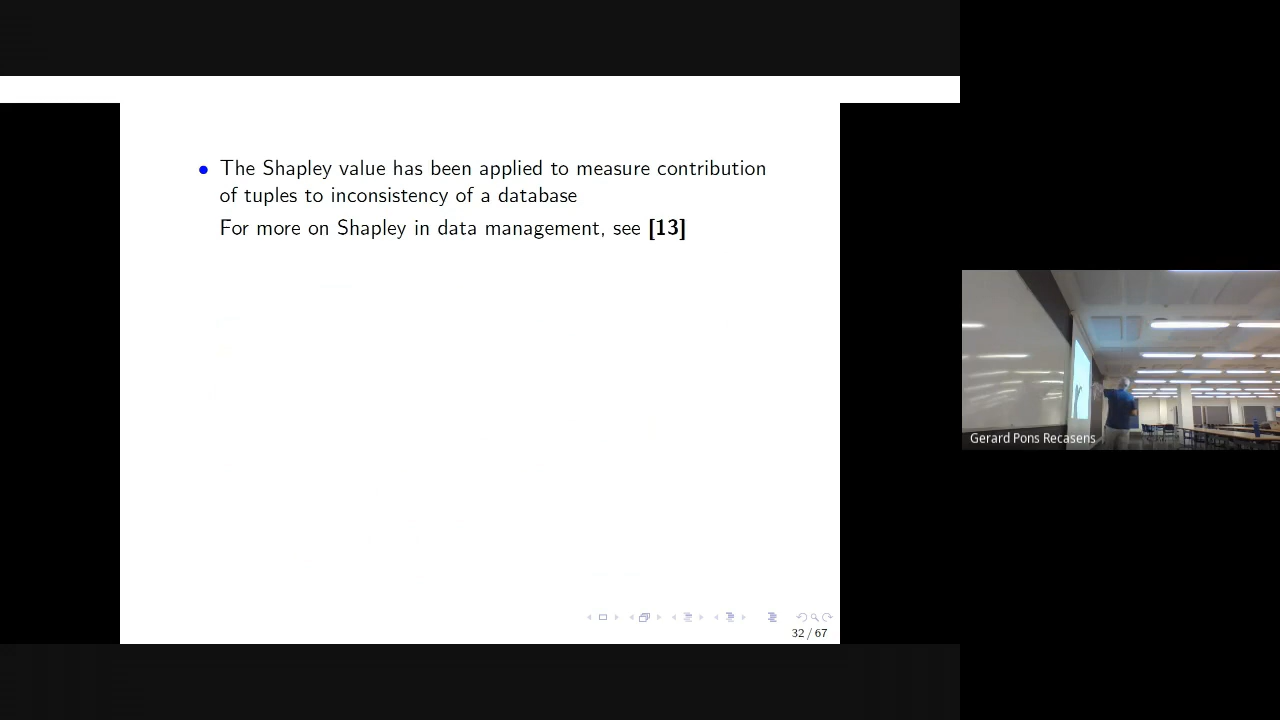 • The Shapley value has been applied to measure contribution
of tuples to inconsistency of a database
For more on Shapley in data management, see [13]
32 / 67
Gerard Pons Recasens